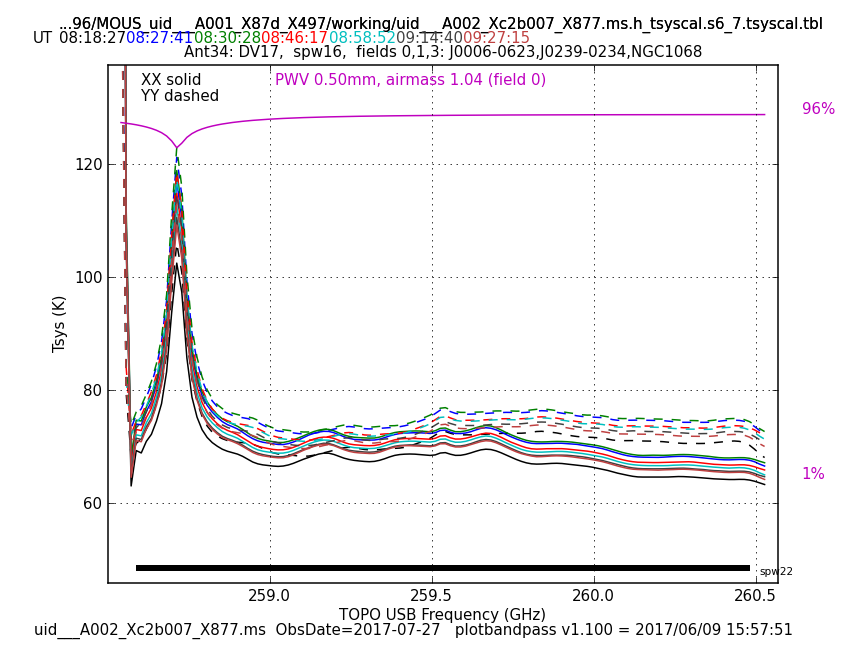 ...96/MOUS_uid___A001_X87d_X497/working/uid___A002_Xc2b007_X877.ms.h_tsyscal.s6_7.tsyscal.tbl
UT 08:18:27 08:27:41 08:30:28 08:46:17 08:58:52 09:14:40 09:27:15
Ant34: DV17, spw16, fields 0,1,3: J0006-0623,J0239-0234,NGC1068
XX solid
PWV 0.50mm, airmass 1.04 (field 0)
YY dashed
96%
120
100
Tsys (K)
80
1%
60
spw22
259.0 259.5 260.0 260.5
TOPO USB Frequency (GHz)
uid___A002_Xc2b007_X877.ms ObsDate=2017-07-27 plotbandpass v1.100 = 2017/06/09 15:57:51